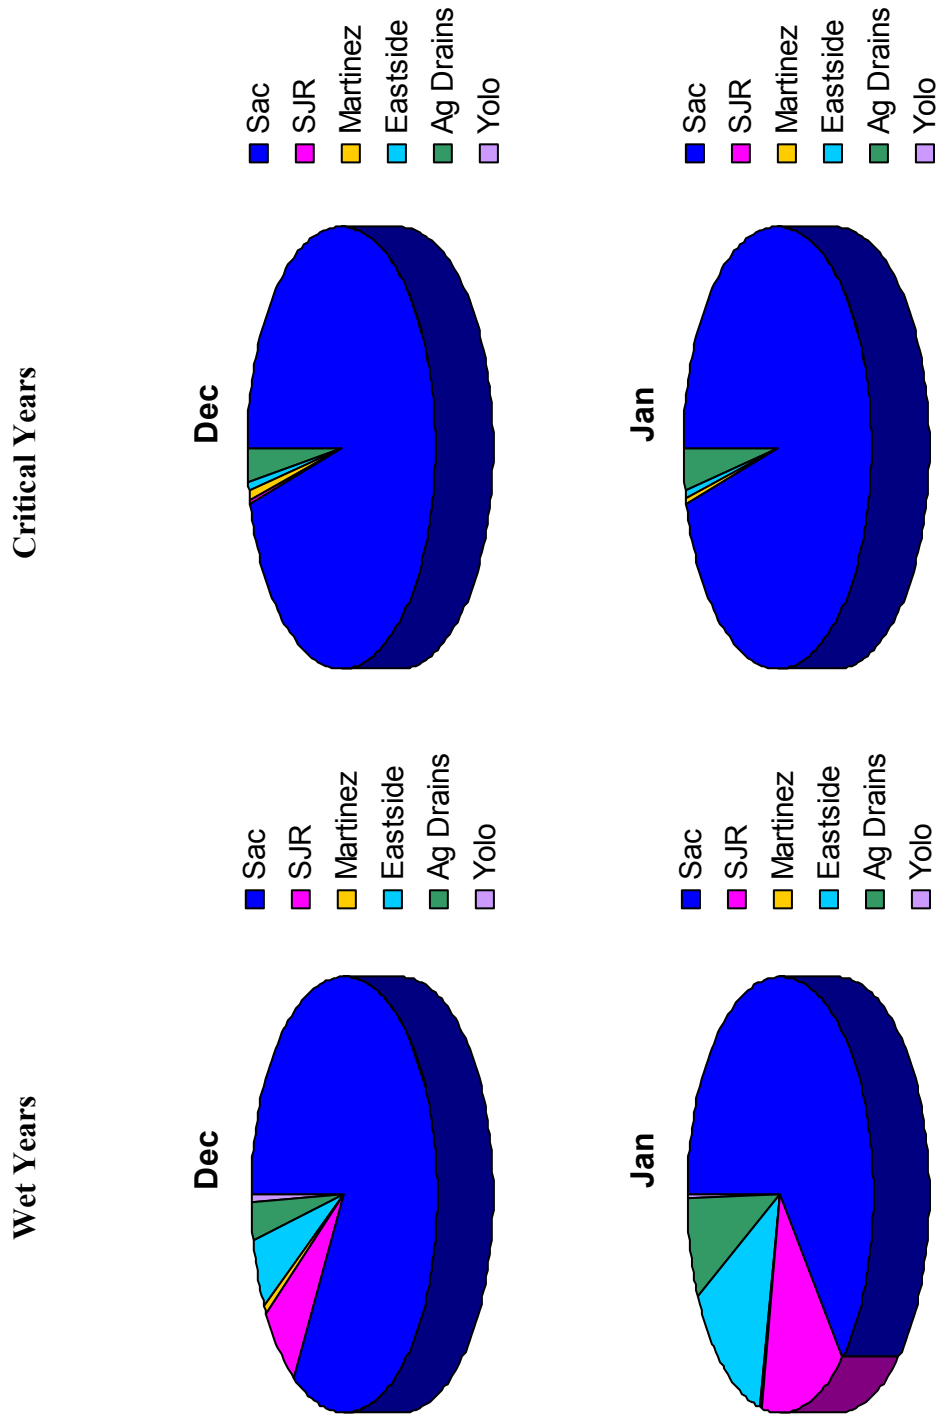 Wet Years
Critical Years
Dec
Sac
SJR
Martinez
Eastside
Ag Drains
Yolo
Dec
Sac
SJR
Martinez
Eastside
Ag Drains
Yolo
Jan
Sac
SJR
Martinez
Eastside
Ag Drains
Yolo
Jan
Sac
SJR
Martinez
Eastside
Ag Drains
Yolo